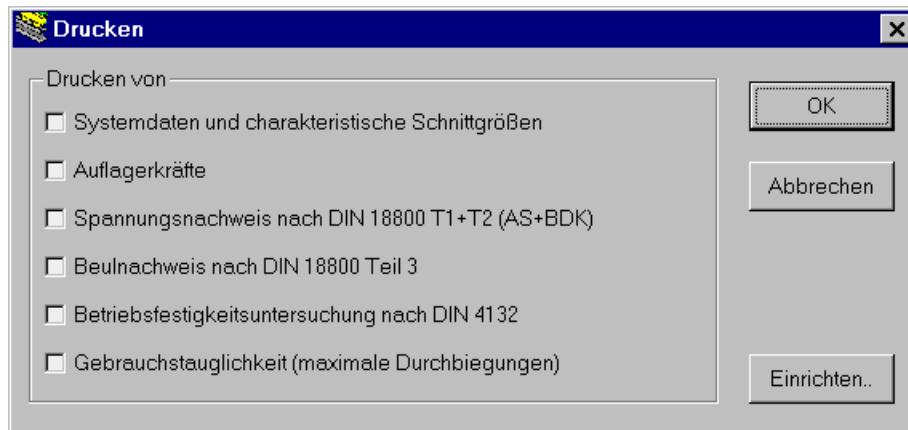 Drucken
Drucken von
Systemdaten und charakteristische Schnittgrößen
Auflagerkräfte
Spannungsnachweis nach DIN 18800 T1+T2 (AS+BDK)
Beulnachweis nach DIN 18800 Teil 3
Betriebsfestigkeitsuntersuchung nach DIN 4132
Gebrauchstauglichkeit (maximale Durchbiegungen)
OK
Abbrechen
Einrichten..